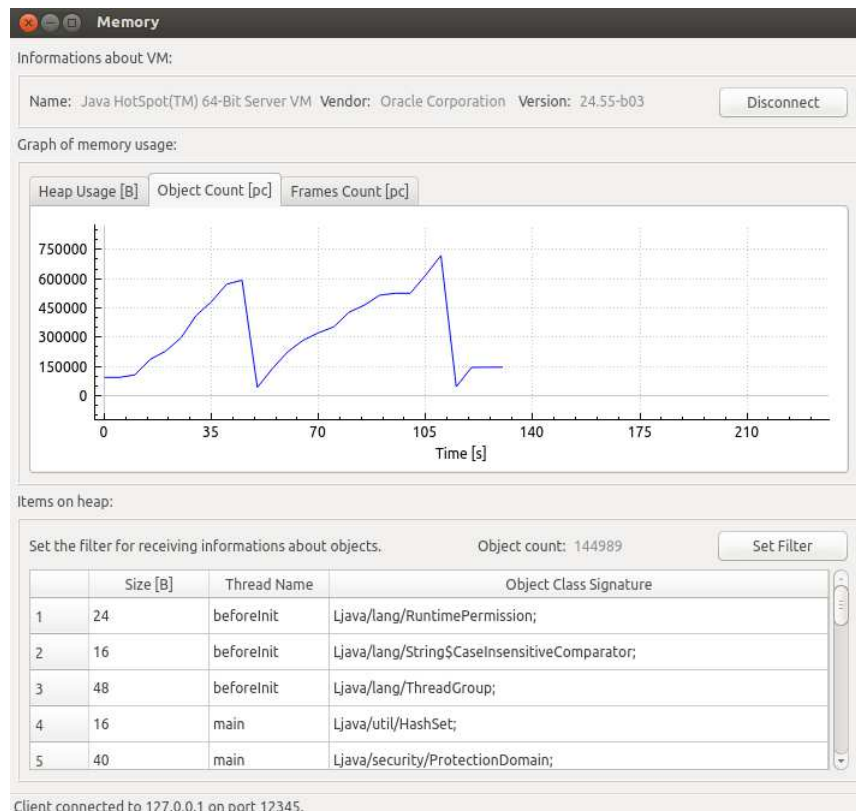 Memory
Informations about VM:
Name: Java HotSpot(TM) 64-Bit Server VM Vendor: Oracle Corporation Version: 24.55-b03 Disconnect
Graph of memory usage:
Heap Usage [B] Object Count [pc] Frames Count [pc]
750000
600000
450000
300000
150000
0
0 35 70 105 140 175 210
Time [s]
Items on heap:
Set the filter for receiving informations about objects. Object count: 144989 Set Filter
Size [B] Thread Name Object Class Signature
1 24 beforeInit Ljava/lang/RuntimePermission;
2 16 beforeInit Ljava/lang/String$CaseInsensitiveComparator;
3 48 beforeInit Ljava/lang/ThreadGroup;
4 16 main Ljava/util/HashSet;
5 40 main Ljava/security/ProtectionDomain;
Client connected to 127.0.0.1 on port 12345.